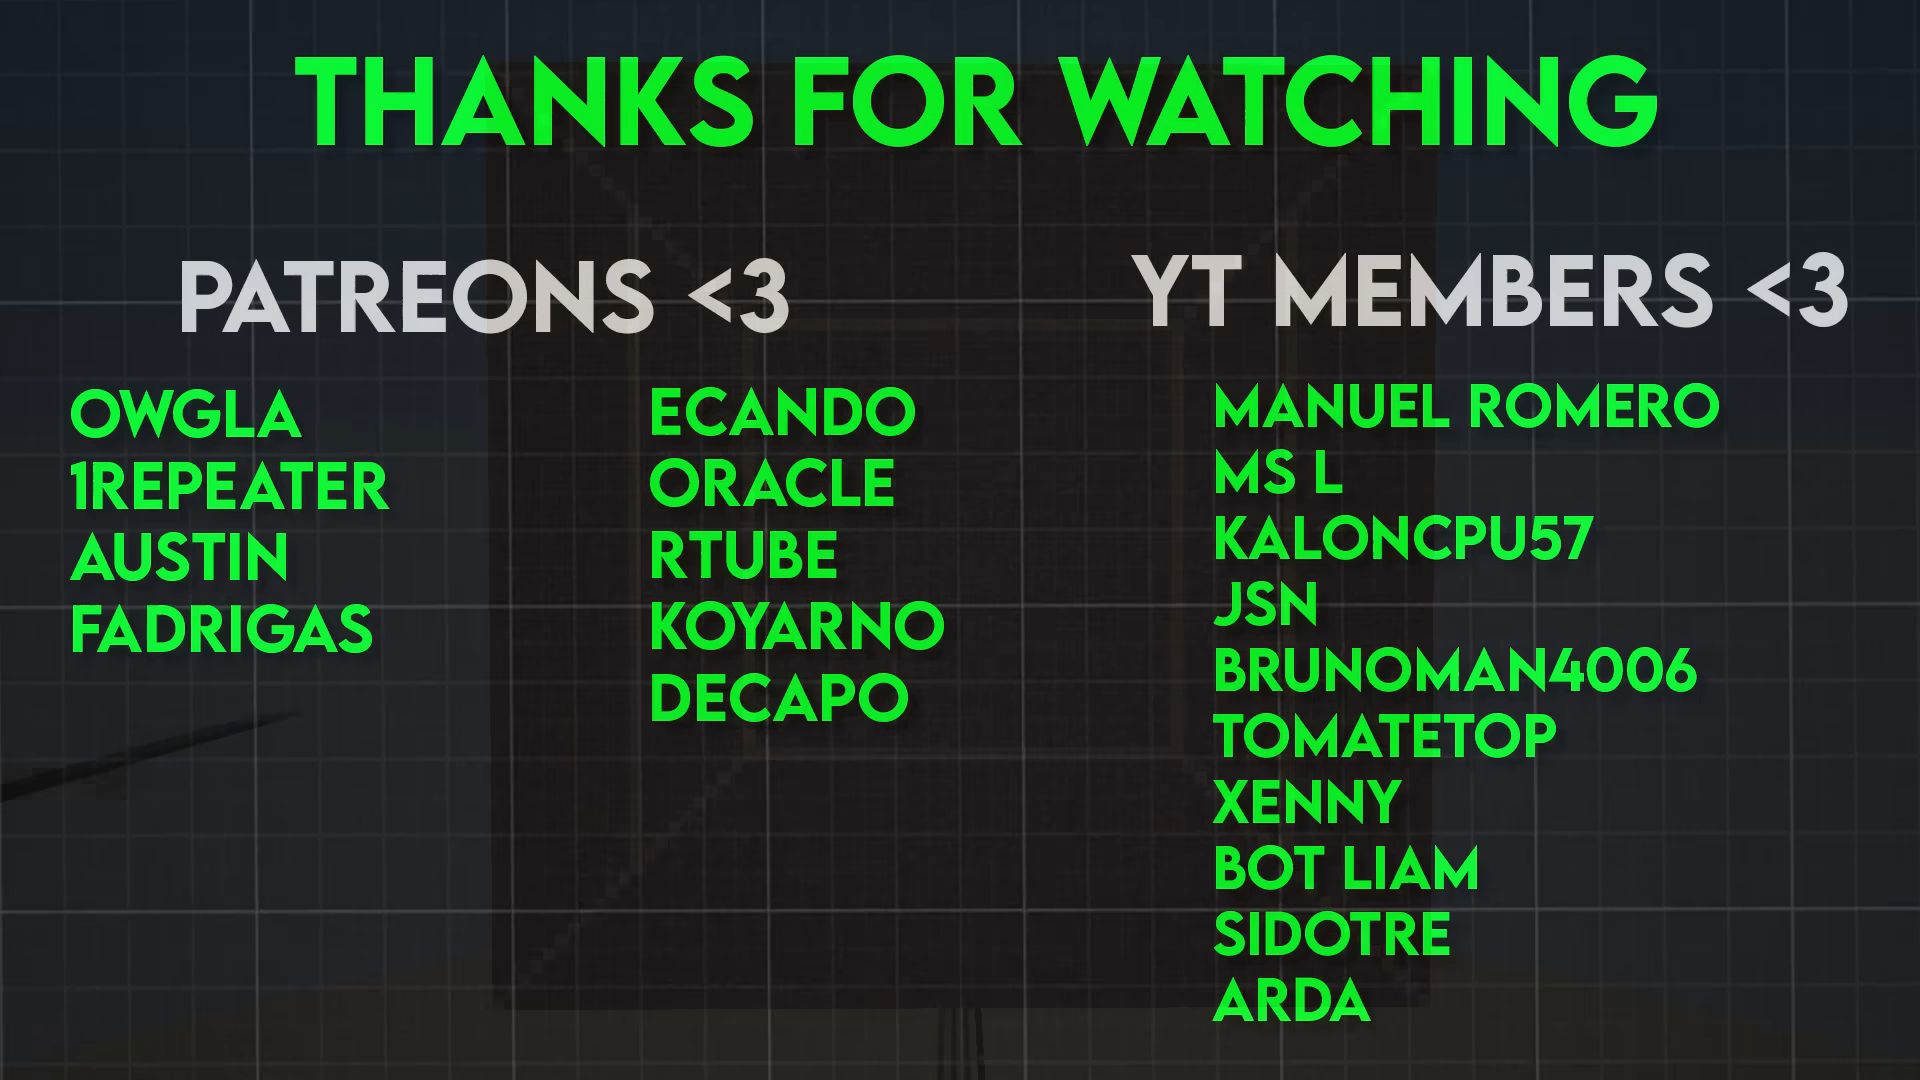 THANKS FOR WATCHING
PATREONS <3
OWGLA
1REPEATER
AUSTIN
FADRIGAS
ECANDO
ORACLE
RTUBE
KOYARNO
DECAPO
YT MEMBERS <3
MANUEL ROMERO
MS L
KALONCPU57
JSN
BRUNOMAN4006
TOMATETOP
XENNY
BOT LIAM
SIDOTRE
ARDA